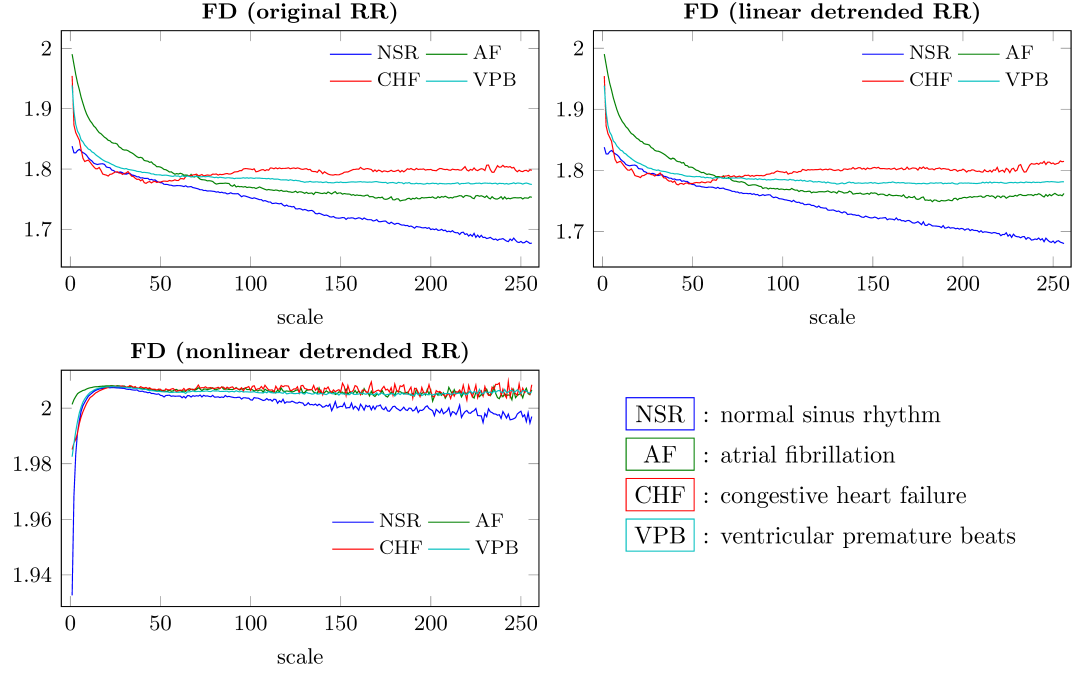 FD (original RR)
2
1.9
1.8
1.7
NSR AF
CHF VPB
0 50 100 150 200 250
scale
FD (linear detrended RR)
2
1.9
1.8
1.7
NSR AF
CHF VPB
0 50 100 150 200 250
scale
FD (nonlinear detrended RR)
2
1.98
1.96
1.94
NSR AF
CHF VPB
0 50 100 150 200 250
scale
NSR : normal sinus rhythm
AF : atrial fibrillation
CHF : congestive heart failure
VPB : ventricular premature beats